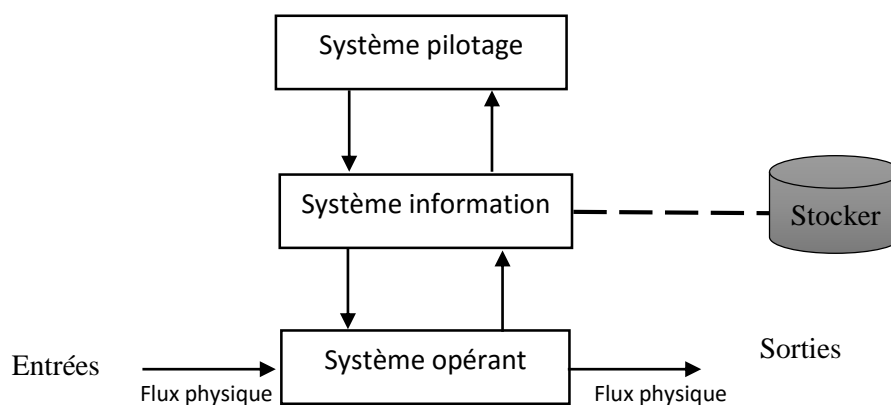 Système pilotage
Système information
Stocker
Système opérant
Entrées
Flux physique
Flux physique
Sorties